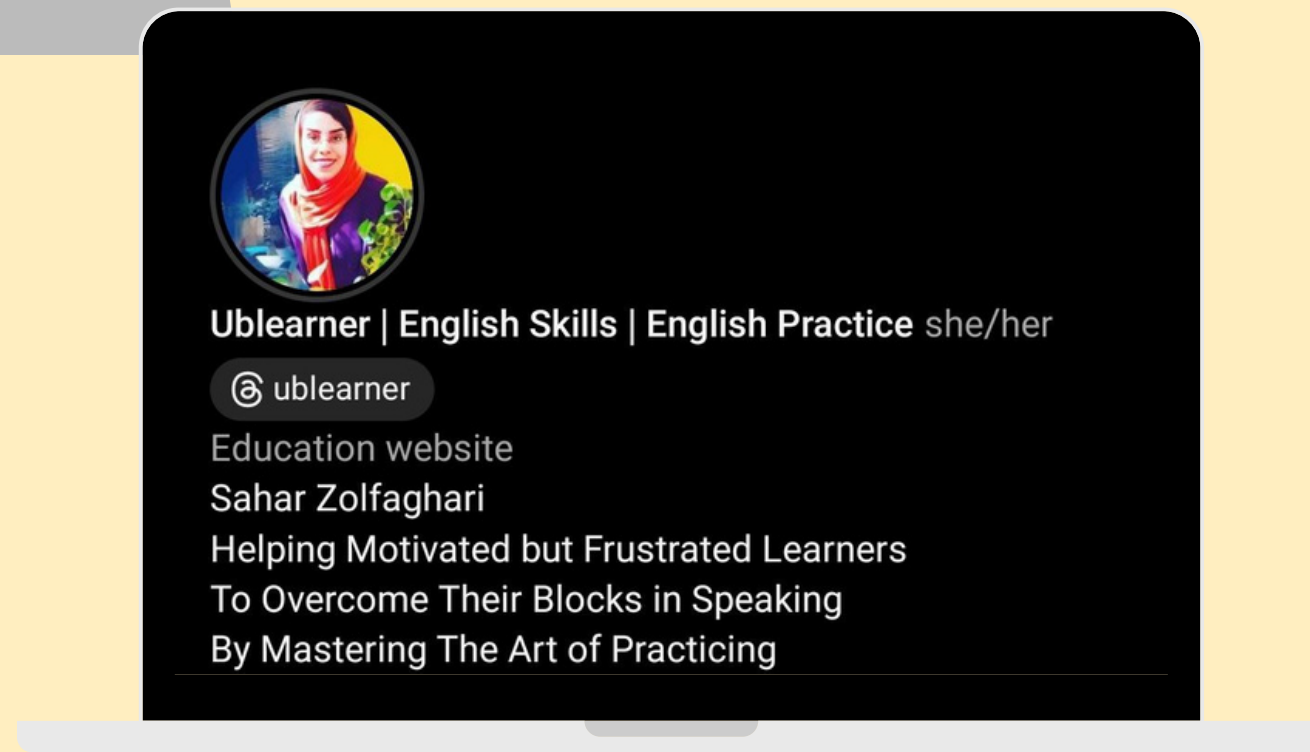 Ublearner | English Skills | English Practice she/her
ublearner
Education website
Sahar Zolfaghari
Helping Motivated but Frustrated Learners
To Overcome Their Blocks in Speaking
By Mastering The Art of Practicing